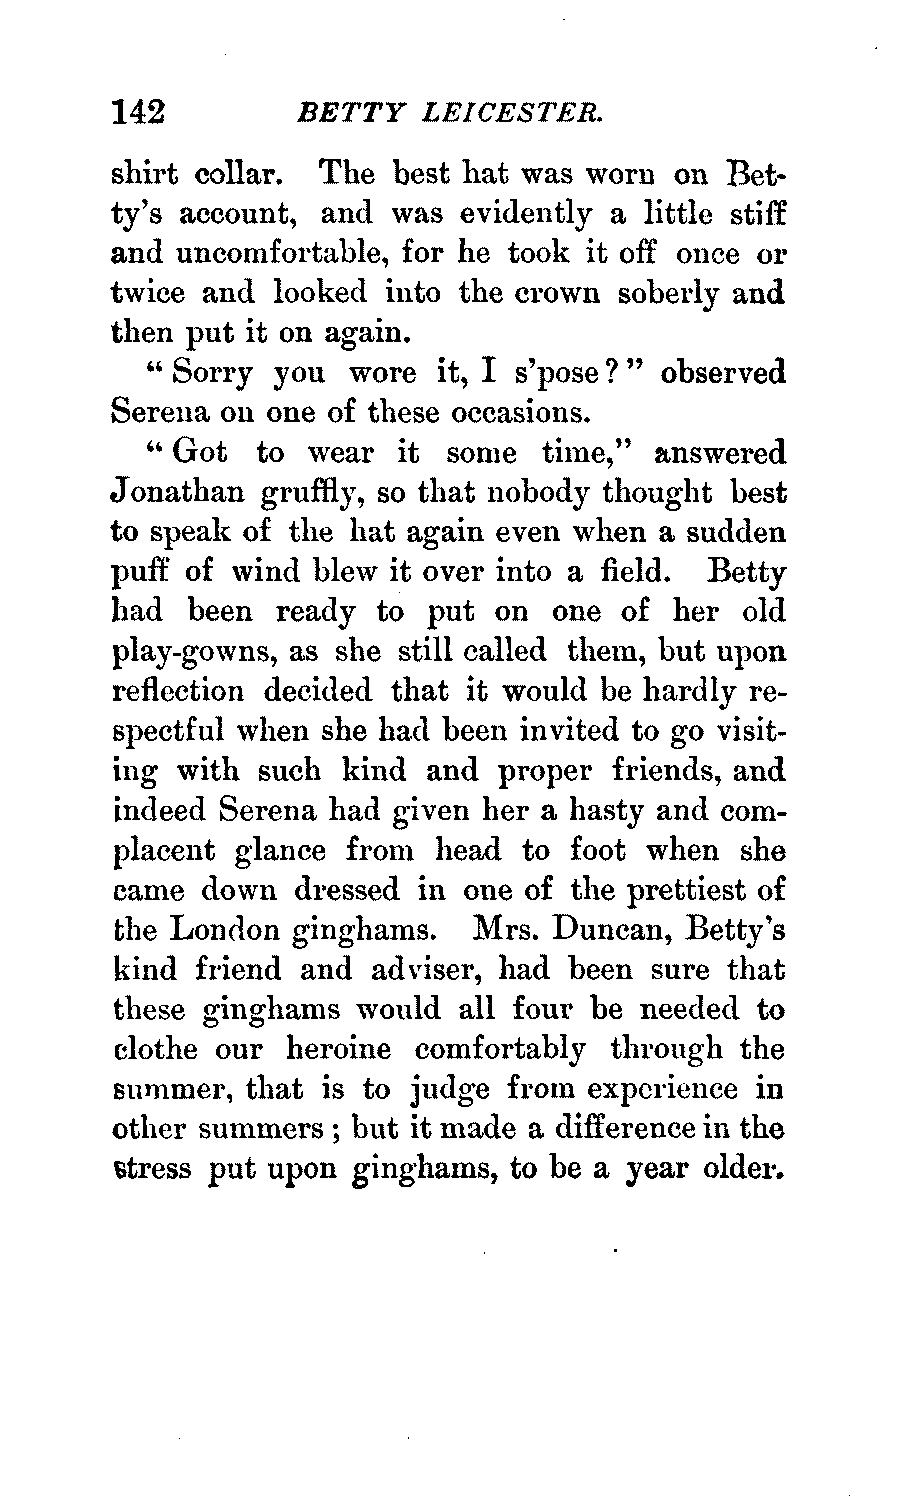 142 BETTY LEICESTER.
shirt collar. The best hat was worn on Bet-
ty's account, and was evidently a little stiff
and uncomfortable, for he took it off once or
twice and looked into the crown soberly and
then put it on again.
“ Sorry you wore it, I s'pose? ” observed
Serena on one of these occasions.
“ Got to wear it some time,” answered
Jonathan gruffly, so that nobody thought best
to speak of the hat again even when a sudden
puff of wind blew it over into a field. Betty
had been ready to put on one of her old
play-gowns, as she still called them, but upon
reflection decided that it would be hardly re-
spectful when she had been invited to go visit-
ing with such kind and proper friends, and
indeed Serena had given her a hasty and com-
placent glance from head to foot when she
came down dressed in one of the prettiest of
the London ginghams. Mrs. Duncan, Betty's
kind friend and adviser, had been sure that
these ginghams would all four be needed to
clothe our heroine comfortably through the
summer, that is to judge from experience in
other summers ; but it made a difference in the
stress put upon ginghams, to be a year older.